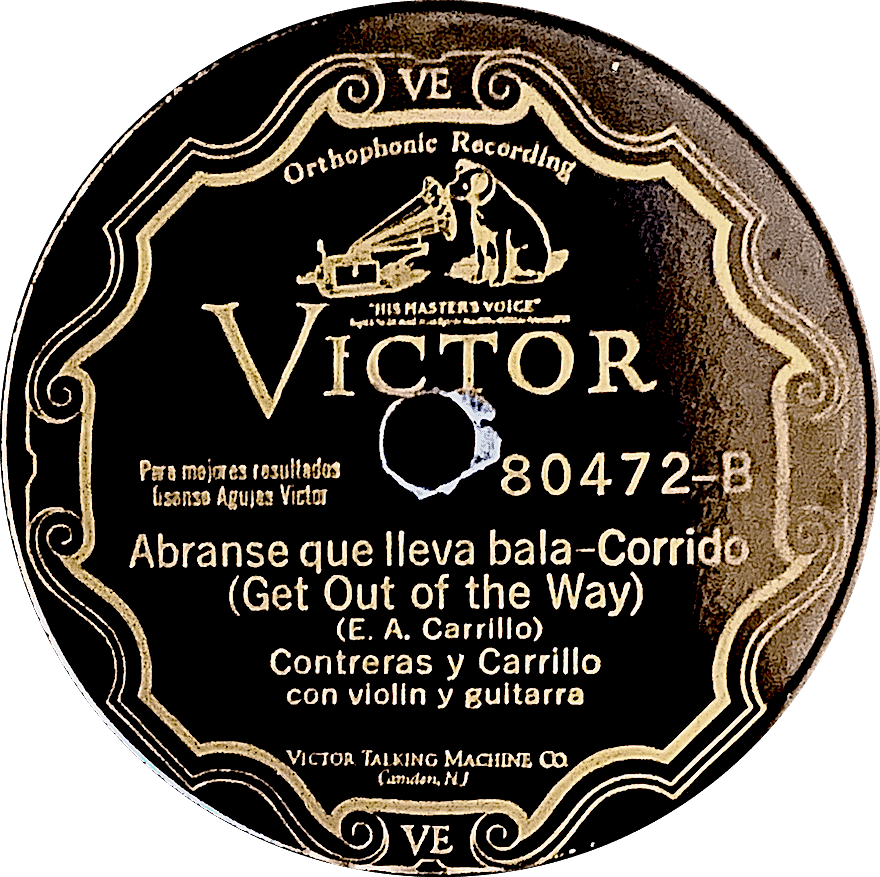 VE
Orthophonic Recording
"HIS MASTER'S VOICE"
VICTOR
Para mejores resultados
úsanse Agujas Victor
80472-B
Abranse que lleva bala-Corrido
(Get Out of the Way)
(E. A. Carrillo)
Contreras y Carrillo
con violin y guitarra
VICTOR TALKING MACHINE CO.
Camden, N.J.
VE